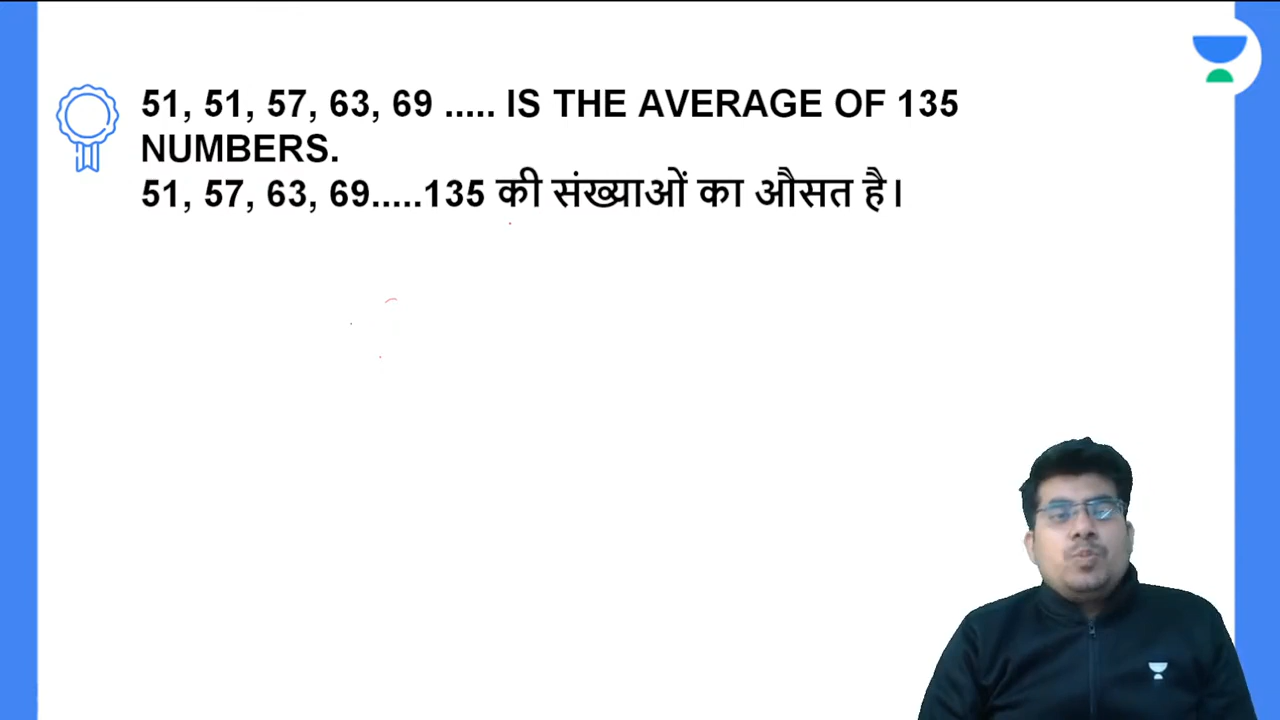 51, 51, 57, 63, 69 ..... IS THE AVERAGE OF 135
NUMBERS.
51, 57, 63, 69.....135 की संख्याओं का औसत है।